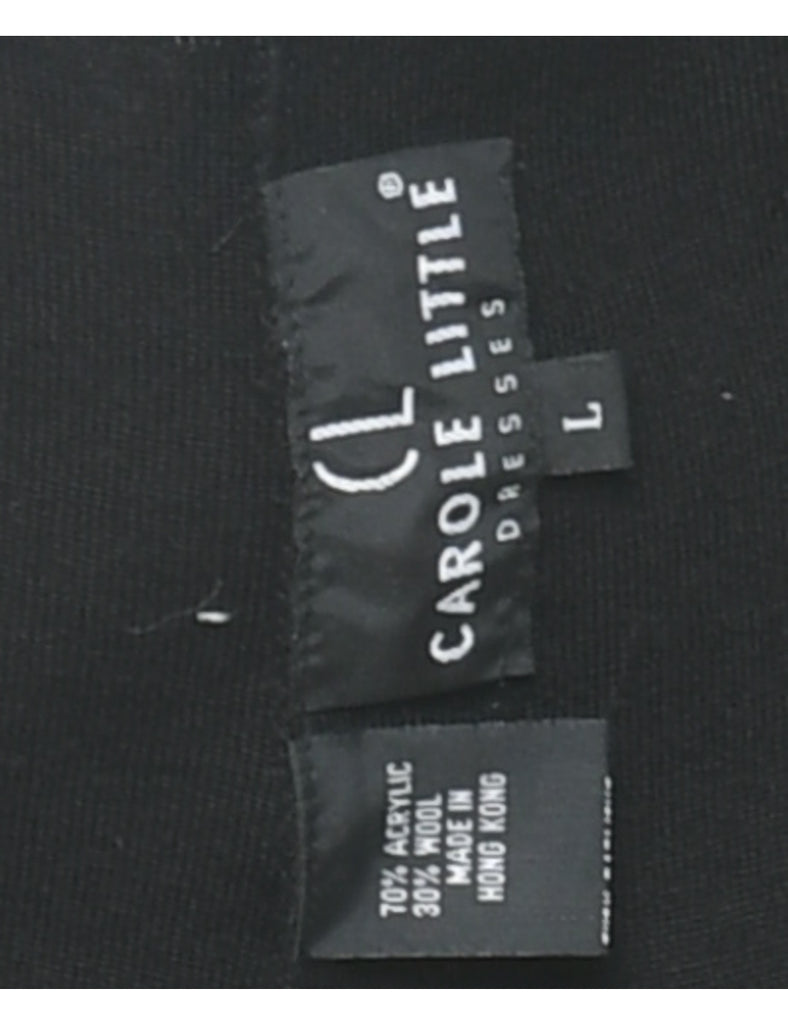 CL
CAROLE LITTLE®
DRESSES
L
70% ACRYLIC
30% WOOL
MADE IN
HONG KONG